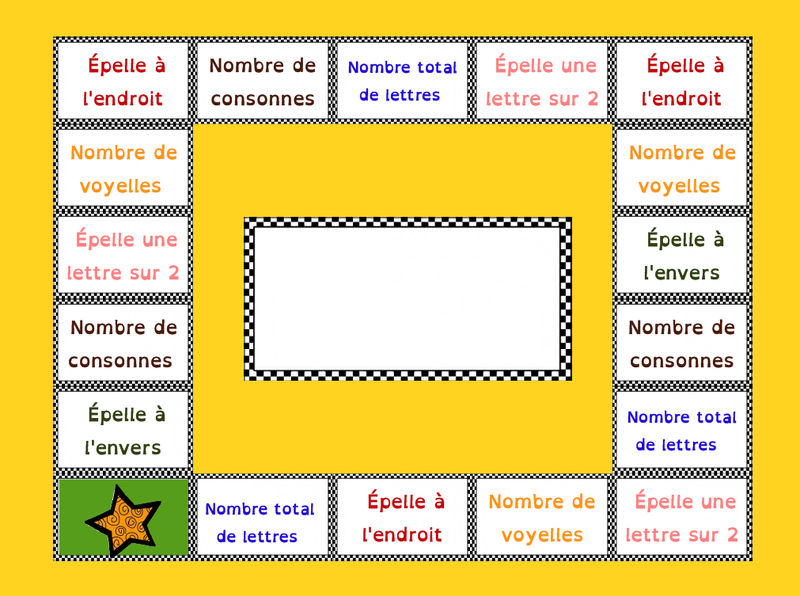 Épelle à
l'endroit
Nombre de
consonnes
Nombre total
de lettres
Épelle une
lettre sur 2
Épelle à
l'endroit
Nombre de
voyelles
Nombre de
voyelles
Épelle une
lettre sur 2
Épelle à
l'envers
Nombre de
consonnes
Nombre de
consonnes
Épelle à
l'envers
Nombre total
de lettres
Nombre total
de lettres
Épelle à
l'endroit
Nombre de
voyelles
Épelle une
lettre sur 2